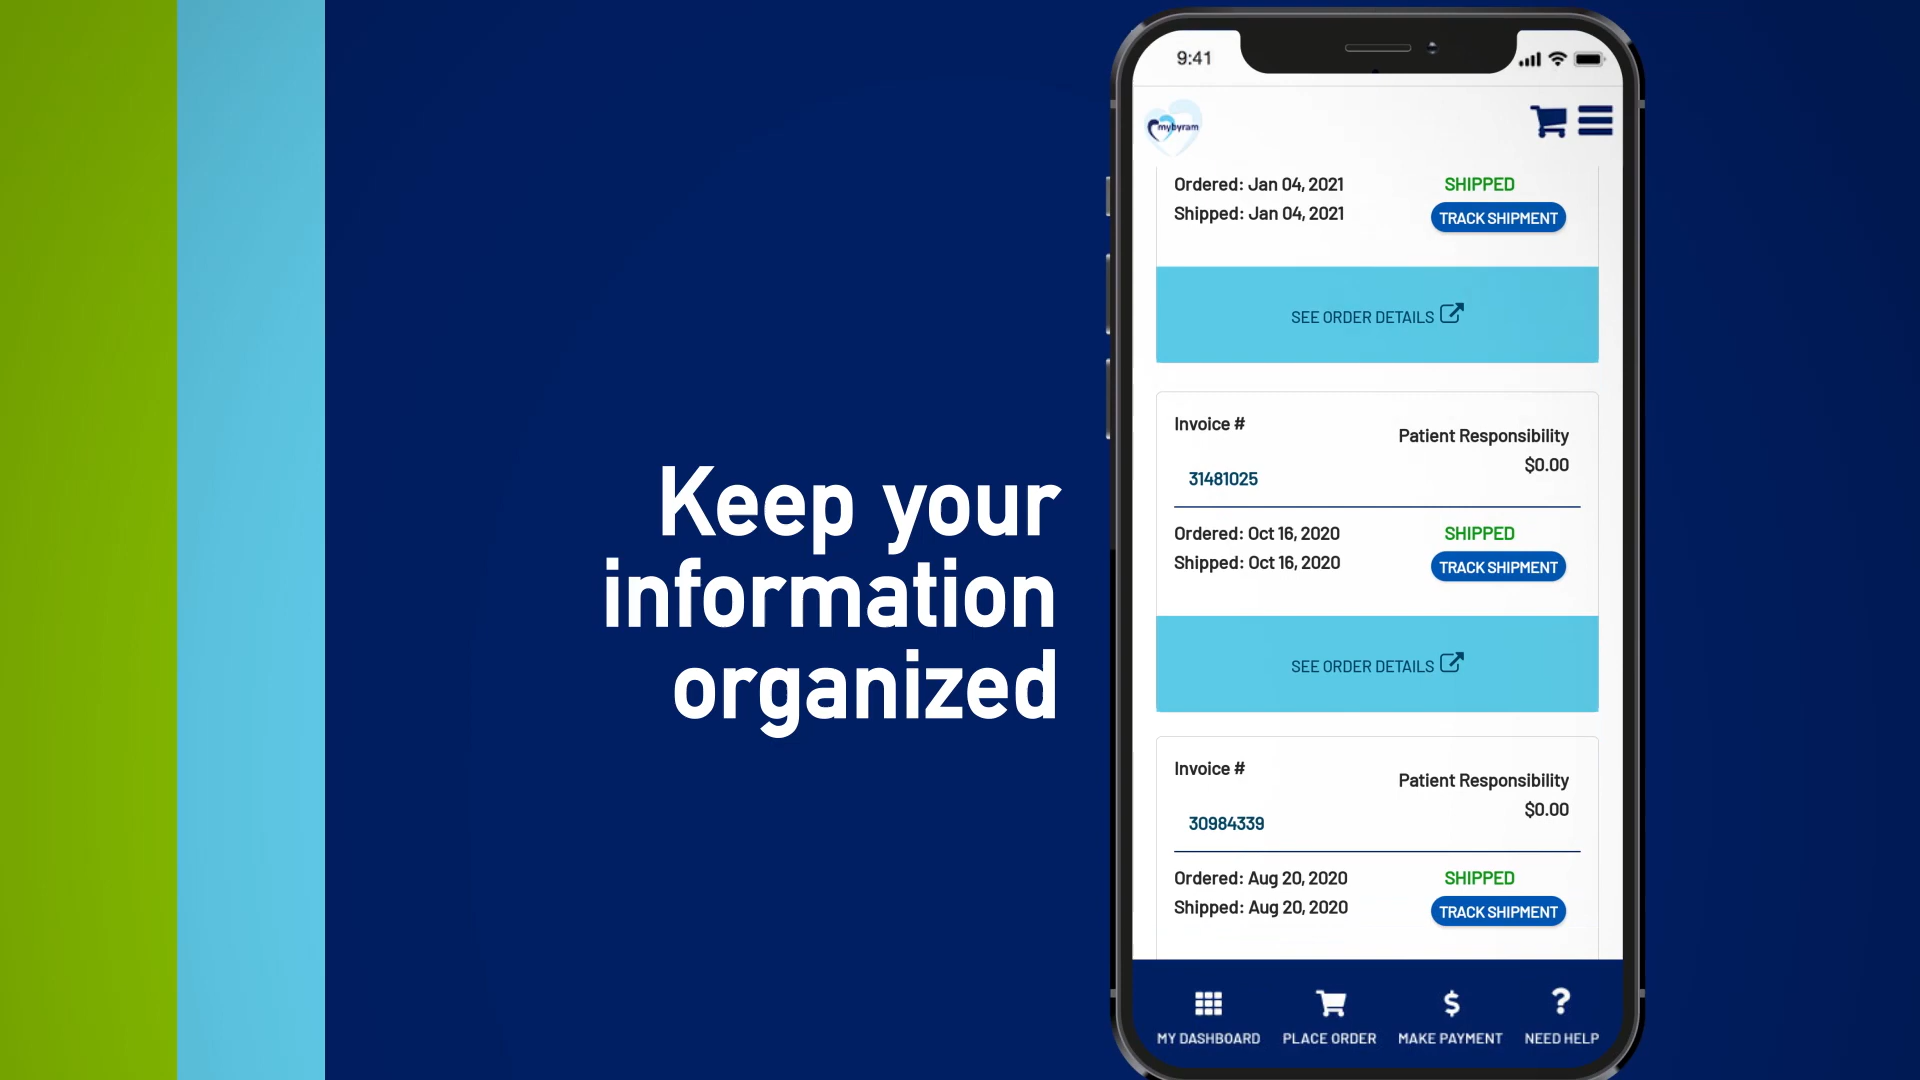 Keep your
information
organized
9:41
mybyram
Ordered: Jan 04, 2021
SHIPPED
Shipped: Jan 04, 2021
TRACK SHIPMENT
SEE ORDER DETAILS
Invoice #
Patient Responsibility
$0.00
31481025
Ordered: Oct 16, 2020
SHIPPED
Shipped: Oct 16, 2020
TRACK SHIPMENT
SEE ORDER DETAILS
Invoice #
Patient Responsibility
$0.00
30984339
Ordered: Aug 20, 2020
SHIPPED
Shipped: Aug 20, 2020
TRACK SHIPMENT
MY DASHBOARD
PLACE ORDER
MAKE PAYMENT
NEED HELP